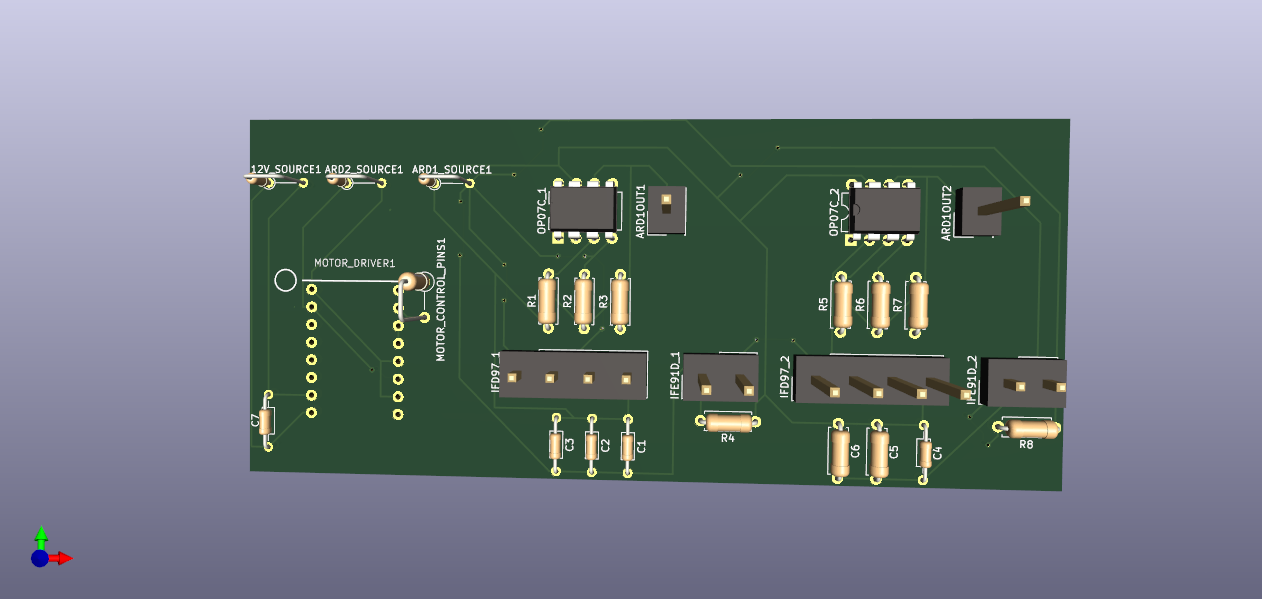 12V_SOURCE1 ARD2_SOURCE1 ARD1_SOURCE1
OP07C_1
ARD1OUT1
OP07C_2
ARD1OUT2
MOTOR_DRIVER1
MOTOR_CONTROL_PINS1
R1
R2
R3
R5
R6
R7
IFD97_1
IFE91D_1
IFD97_2
IFE91D_2
C7
C3
C2
C1
R4
C6
C5
C4
R8